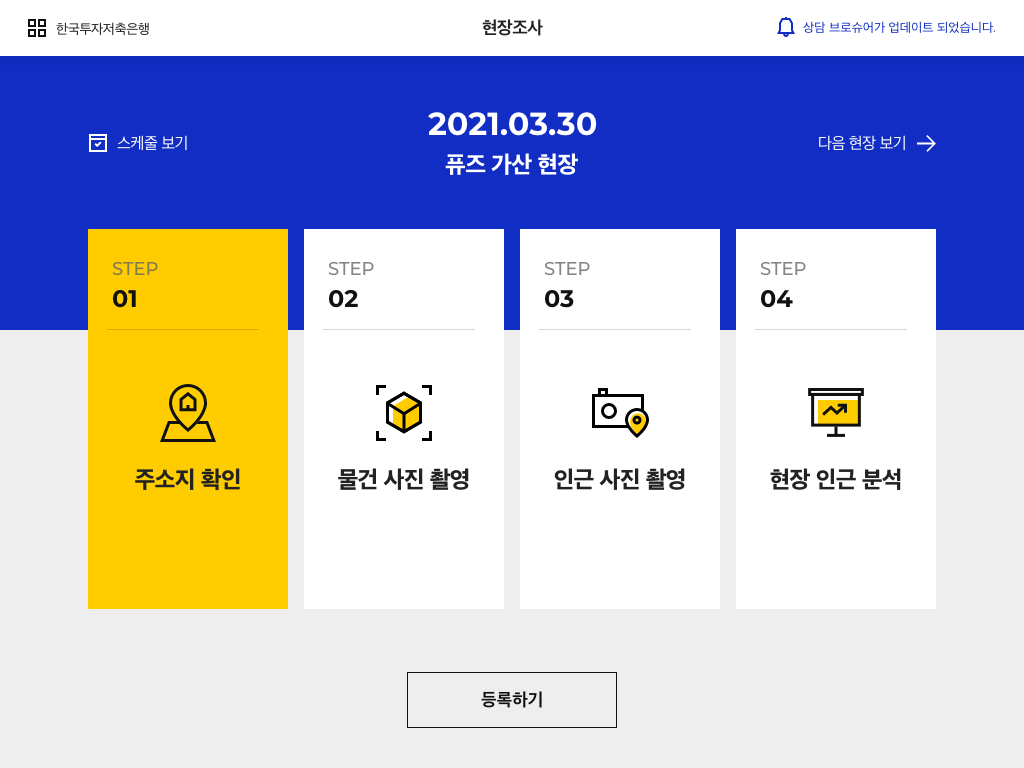 한국투자저축은행
현장조사
상담 브로슈어가 업데이트 되었습니다.
스케줄 보기
2021.03.30
퓨즈 가산 현장
다음 현장 보기
STEP
01
주소지 확인
STEP
02
물건 사진 촬영
STEP
03
인근 사진 촬영
STEP
04
현장 인근 분석
등록하기